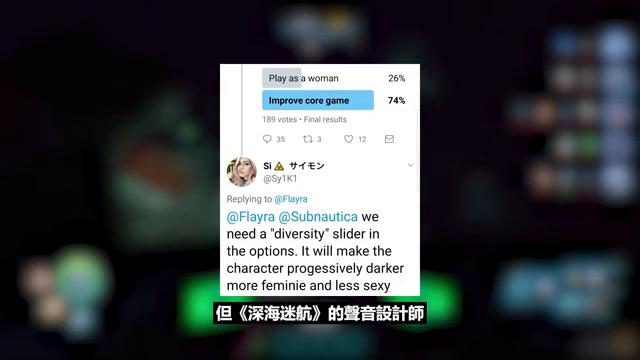 Play as a woman 26%
Improve core game 74%
189 votes • Final results
35 3 12
Si サイモン
@Sy1K1
Replying to @Flayra
@Flayra @Subnautica we
need a "diversity" slider in
the options. It will make the
character progessively darker
more feminie and less sexy
但《深海迷航》的聲音設計師